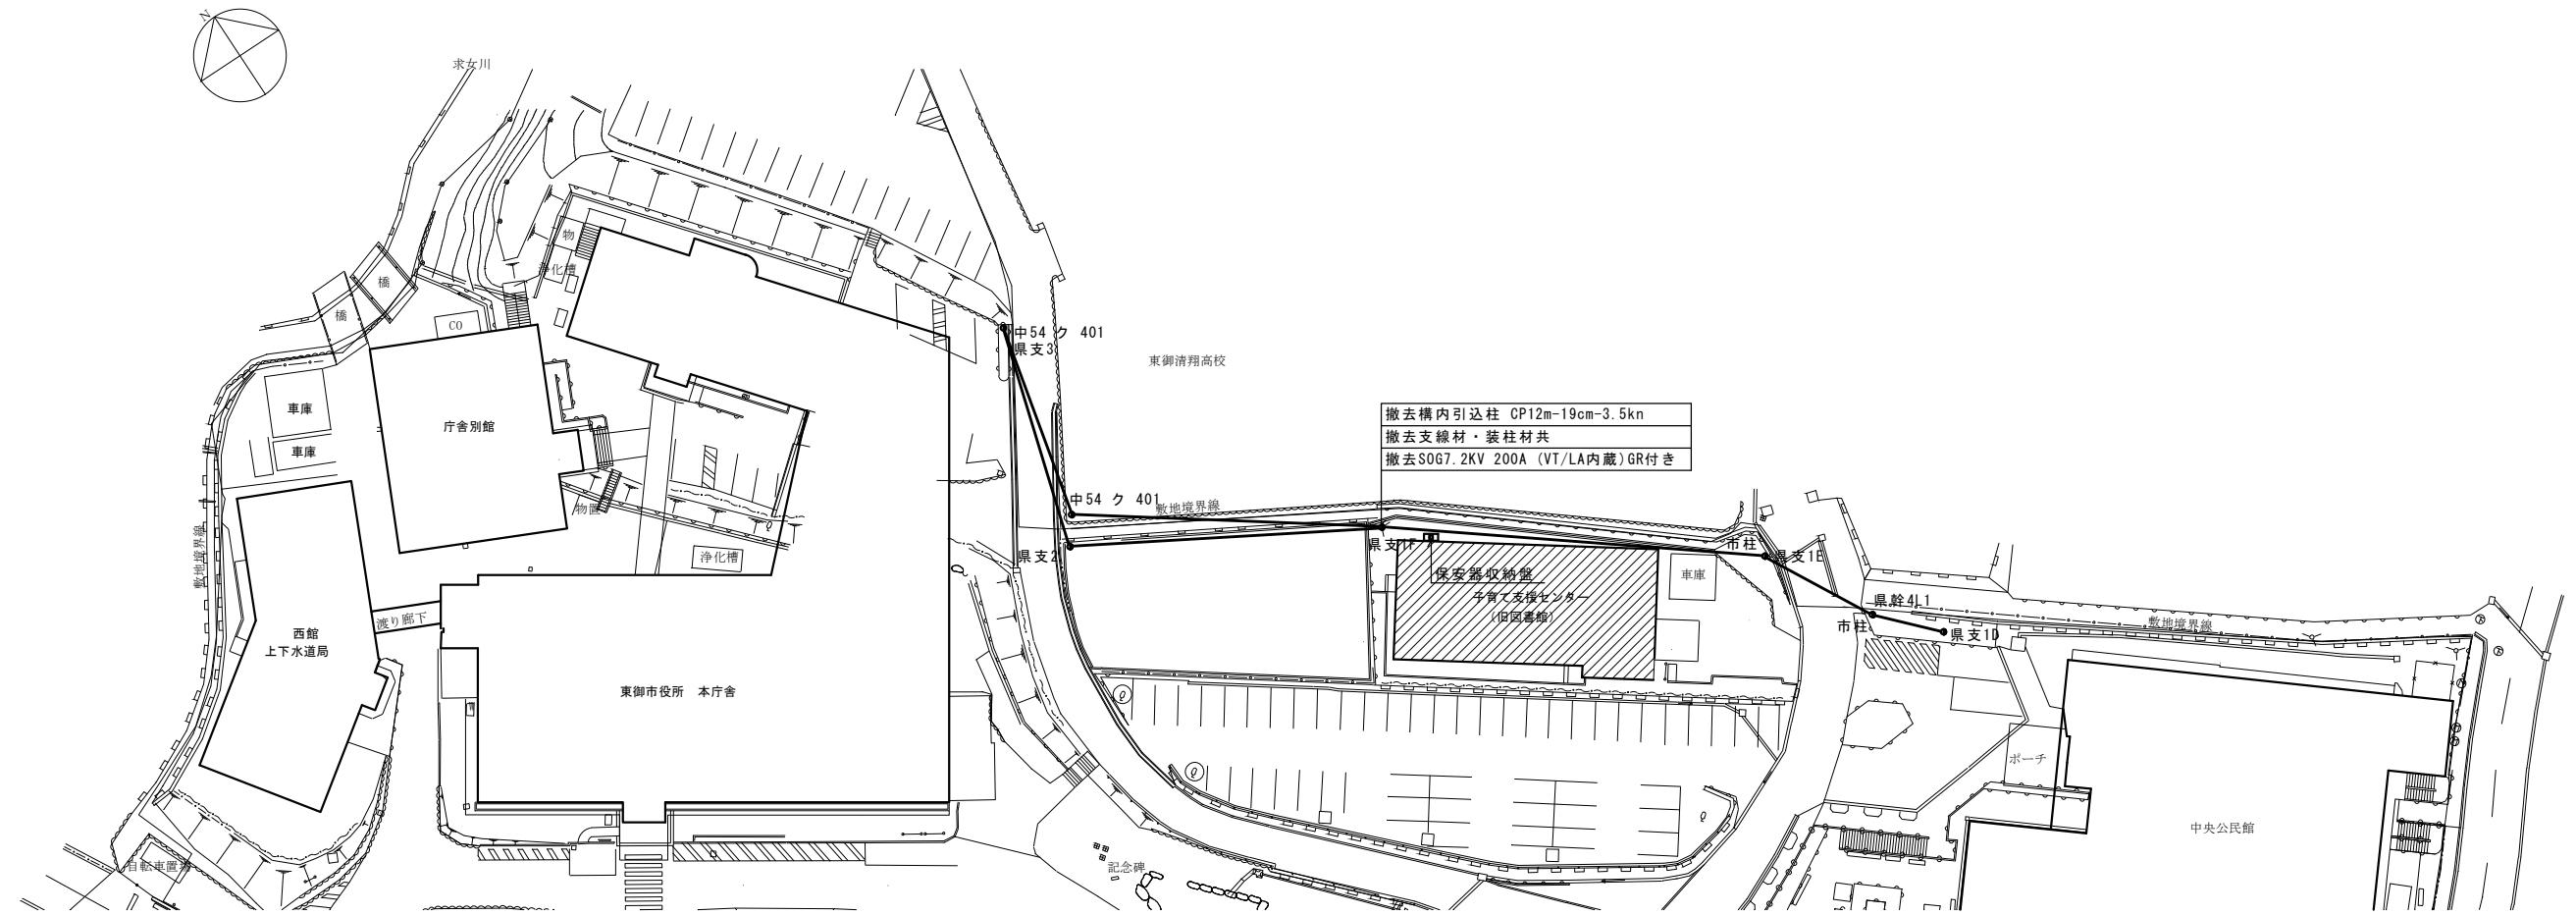 N
求女川
物
浄化槽
橋
橋
CO
中54 ク 401
県支3
東御清翔高校
車庫
庁舎別館
車庫
撤去構内引込柱 CP12m-19cm-3.5kn
撤去支線材・装柱材共
撤去SOG7.2KV 200A (VT/LA内蔵)GR付き
中54 ク 401
敷地境界線
物置
敷地境界線
浄化槽
県支2
県支1F
市柱
県支1E
保安器収納盤
車庫
子育て支援センター
(旧図書館)
県幹4L1
市柱
県支1D
敷地境界線
渡り廊下
西館
上下水道局
東御市役所 本庁舎
ポーチ
中央公民館
自転車置場
記念碑